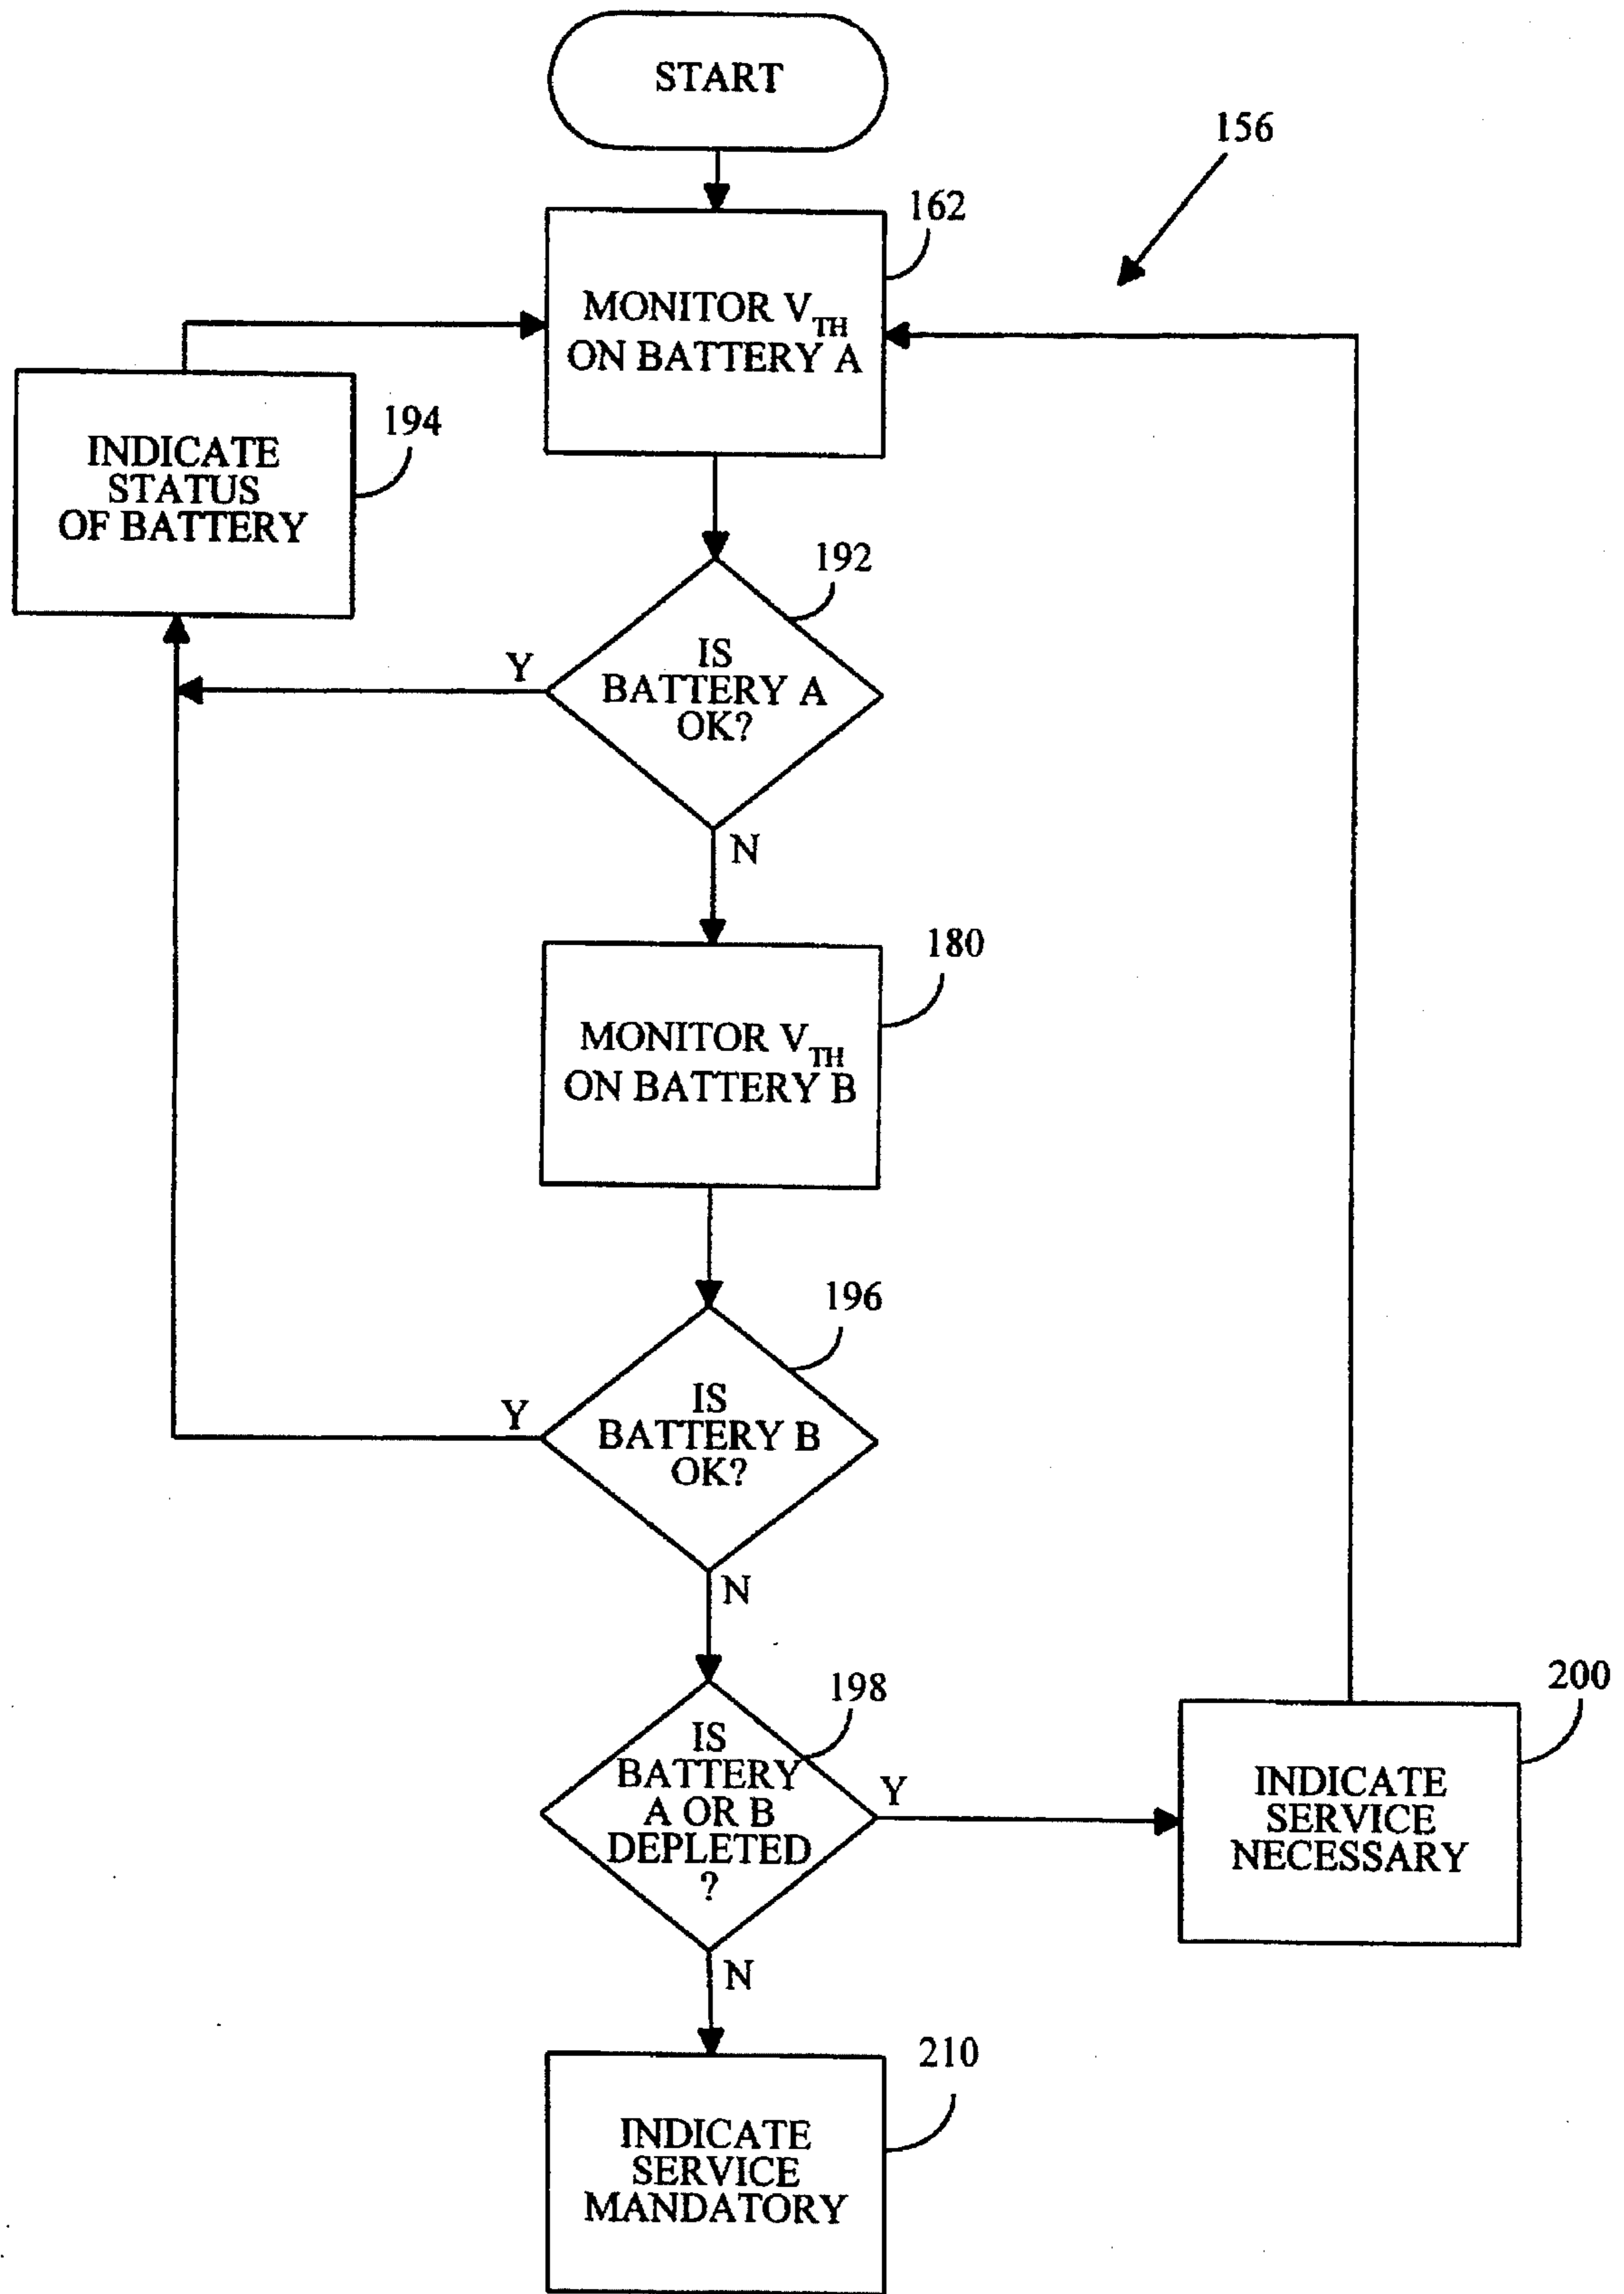 START
156
162
MONITOR VTH
ON BATTERY A
194
INDICATE
STATUS
OF BATTERY
192
IS
BATTERY A
OK?
Y
N
180
MONITOR VTH
ON BATTERY B
196
IS
BATTERY B
OK?
Y
N
198
IS
BATTERY
A OR B
DEPLETED
?
Y
N
200
INDICATE
SERVICE
NECESSARY
210
INDICATE
SERVICE
MANDATORY